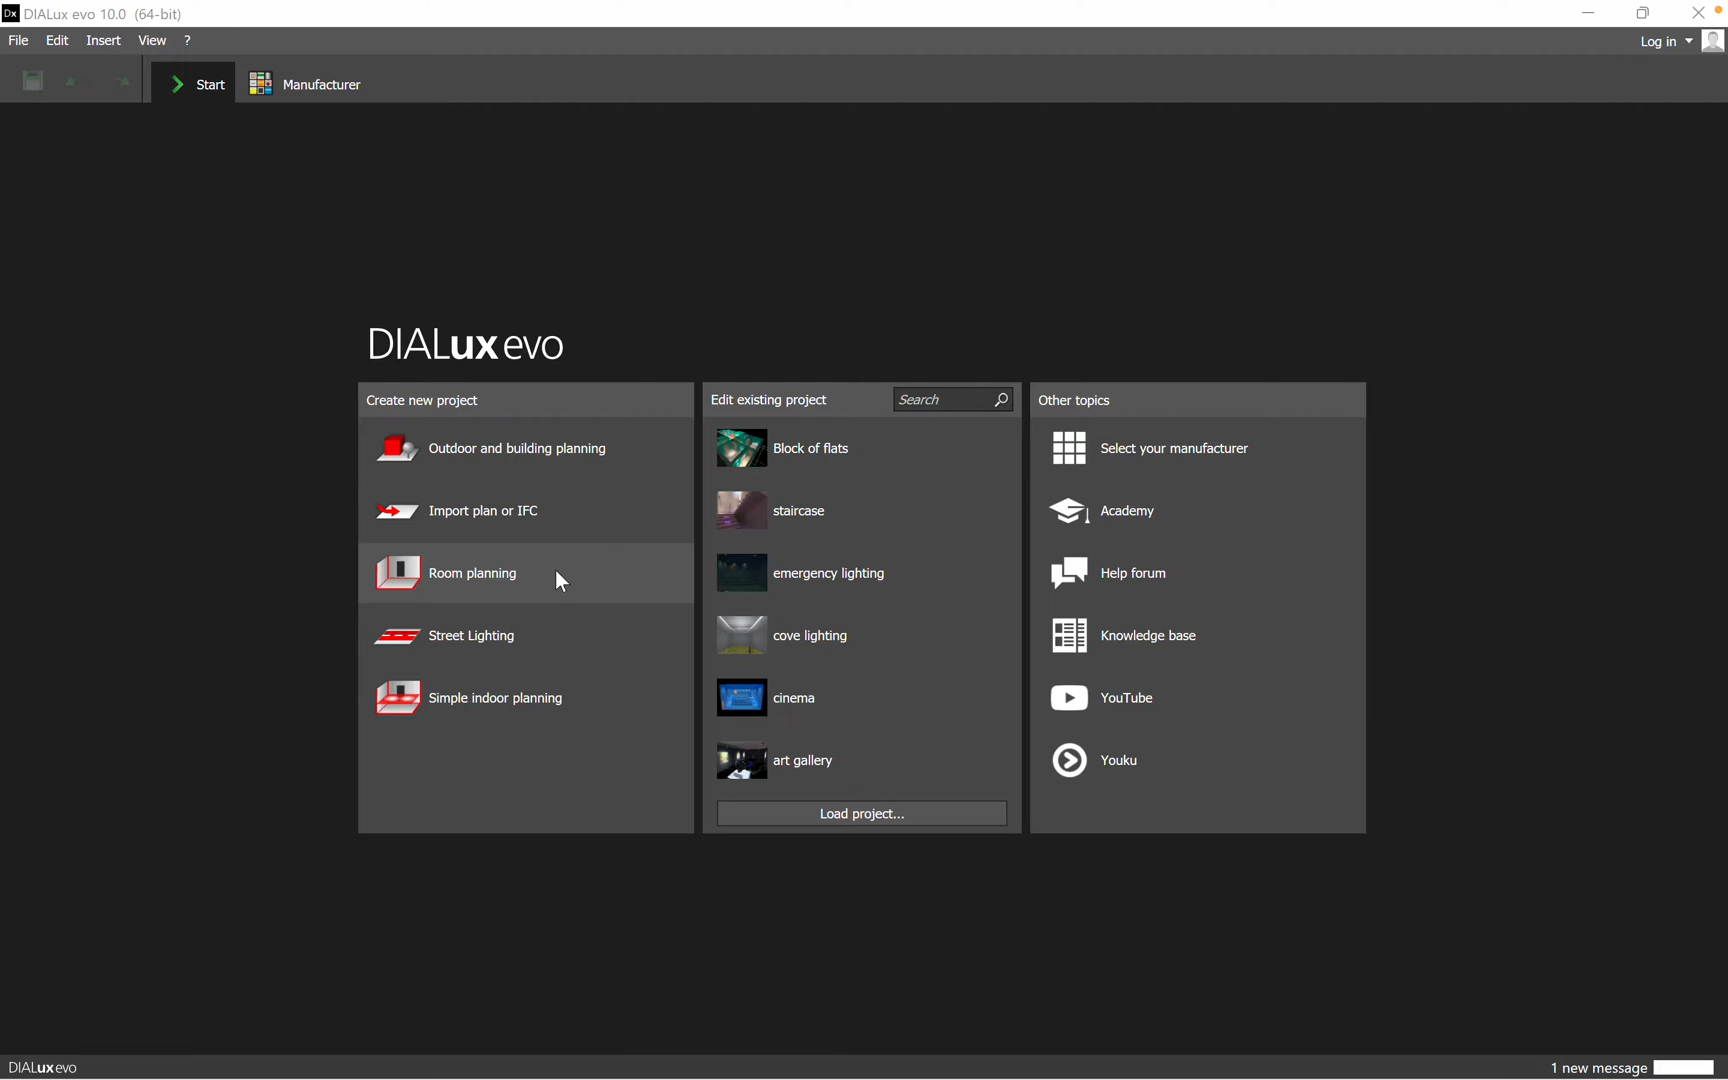 Dx DIALux evo 10.0 (64-bit)
File Edit Insert View ? Log in
Start Manufacturer
DIALux evo
Create new project
Outdoor and building planning
Import plan or IFC
Room planning
Street Lighting
Simple indoor planning
Edit existing project Search
Block of flats
staircase
emergency lighting
cove lighting
cinema
art gallery
Load project...
Other topics
Select your manufacturer
Academy
Help forum
Knowledge base
YouTube
Youku
DIALux evo 1 new message